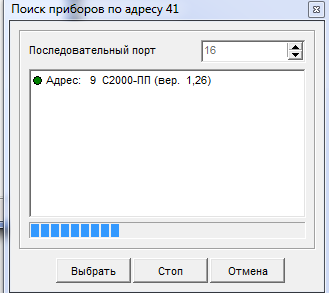 Поиск приборов по адресу 41
Последовательный порт 16
Адрес: 9 С2000-ПП (вер. 1,26)
Выбрать Стоп Отмена